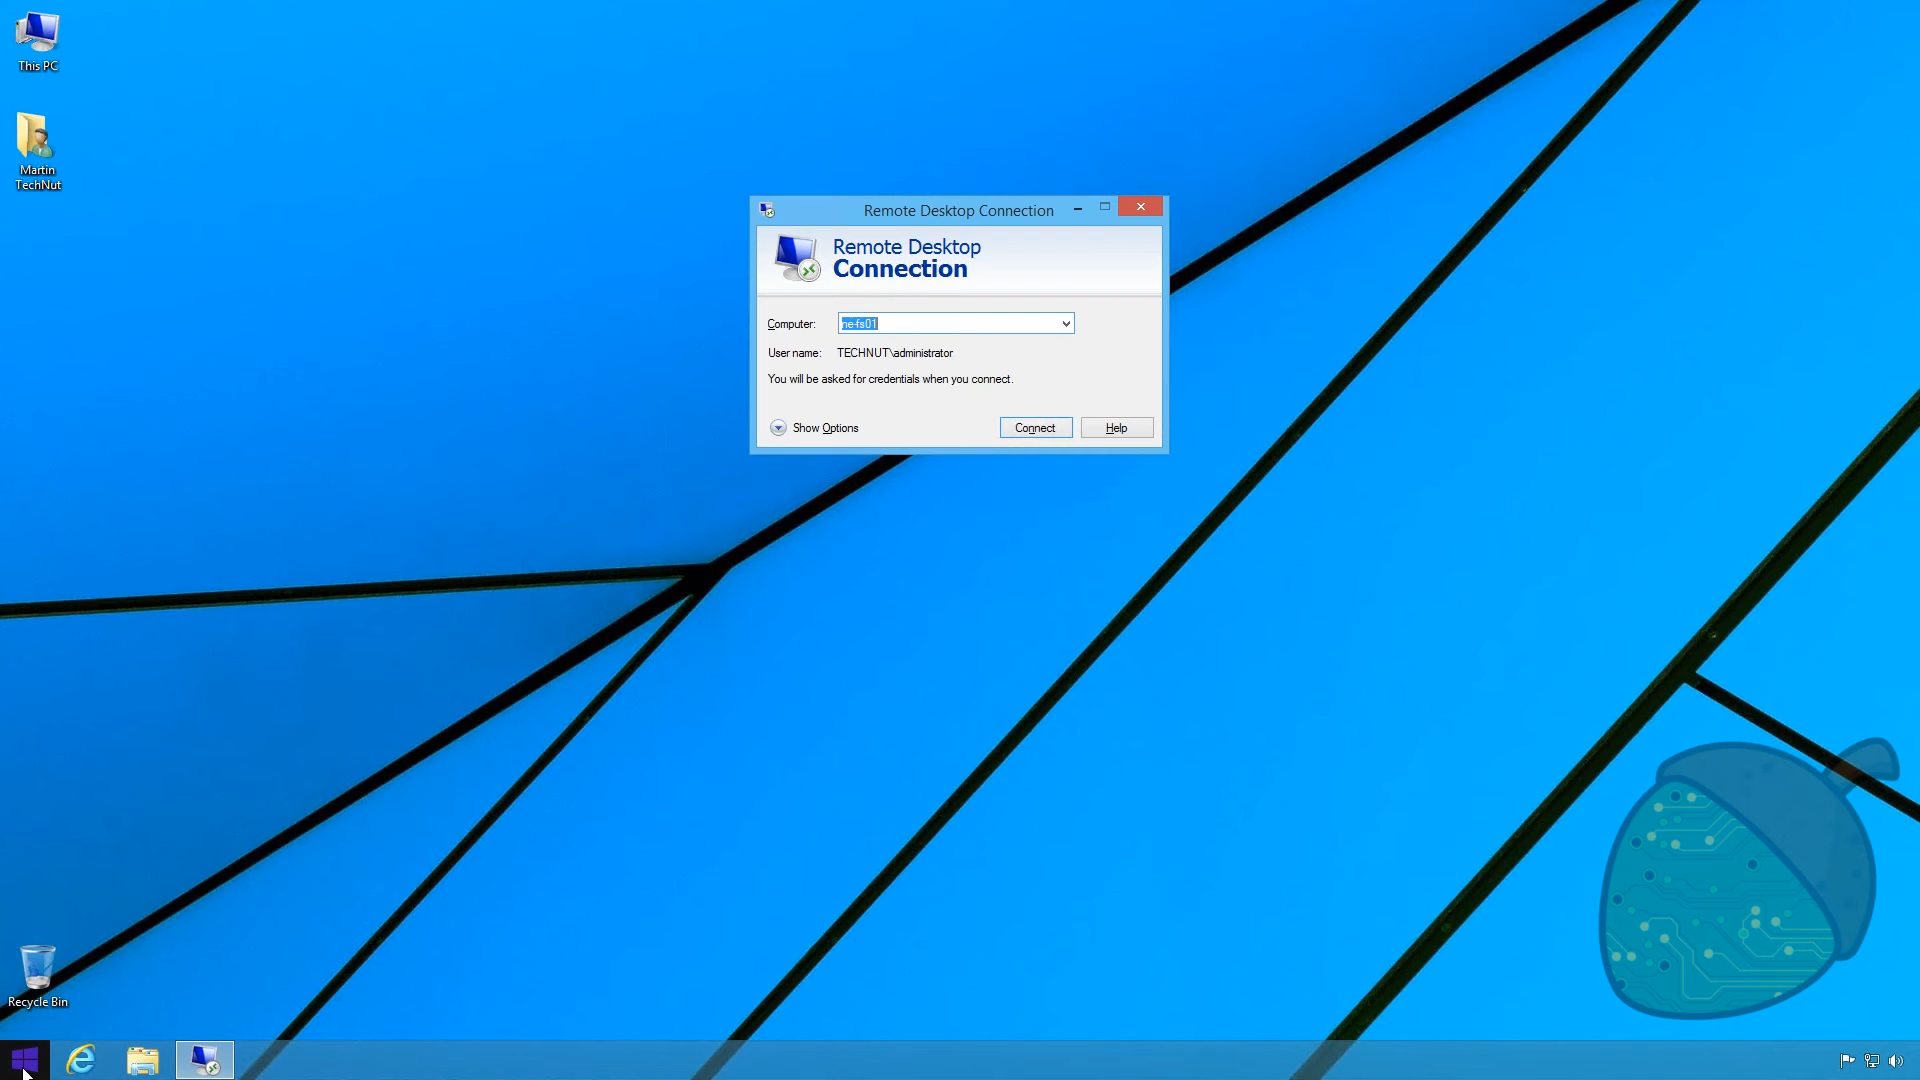 This PC
Martin
TechNut
Remote Desktop Connection
Remote Desktop
Connection
Computer:
ne-fs01
User name:
TECHNUT\administrator
You will be asked for credentials when you connect.
Show Options
Connect
Help
Recycle Bin